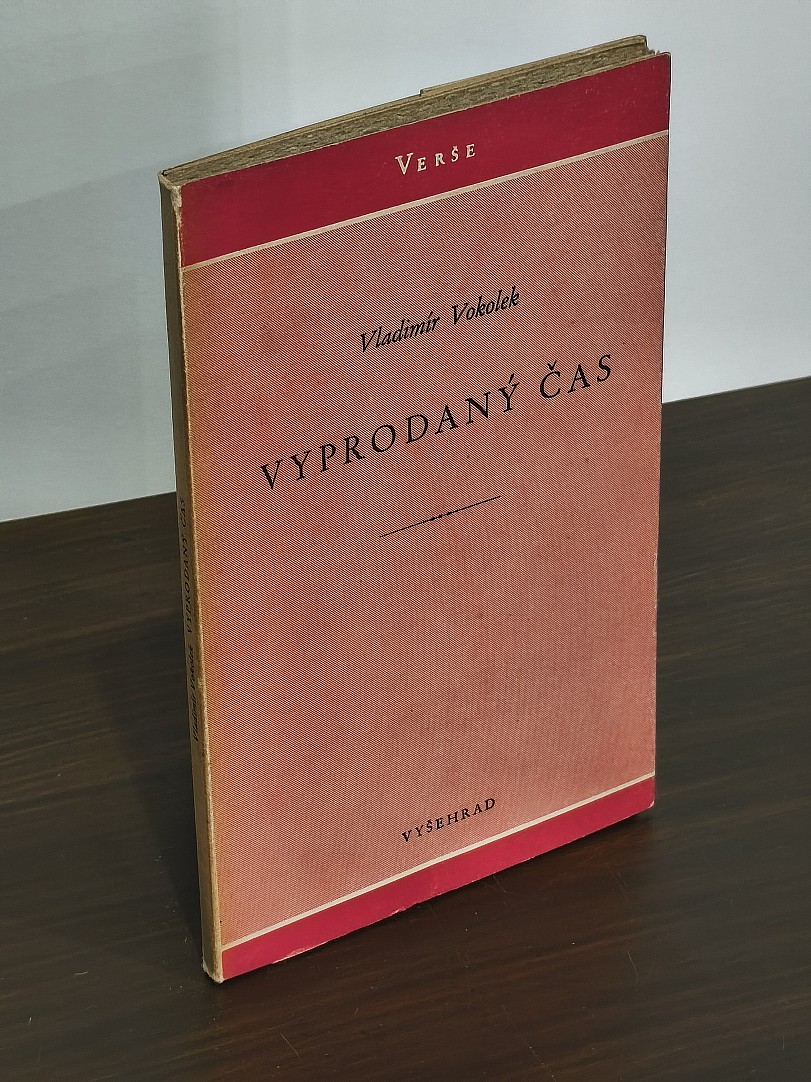 VERŠE
Vladimír Vokolek
VYPRODANÝ ČAS
VYŠEHRAD
Vladimír Vokolek VYPRODANÝ ČAS